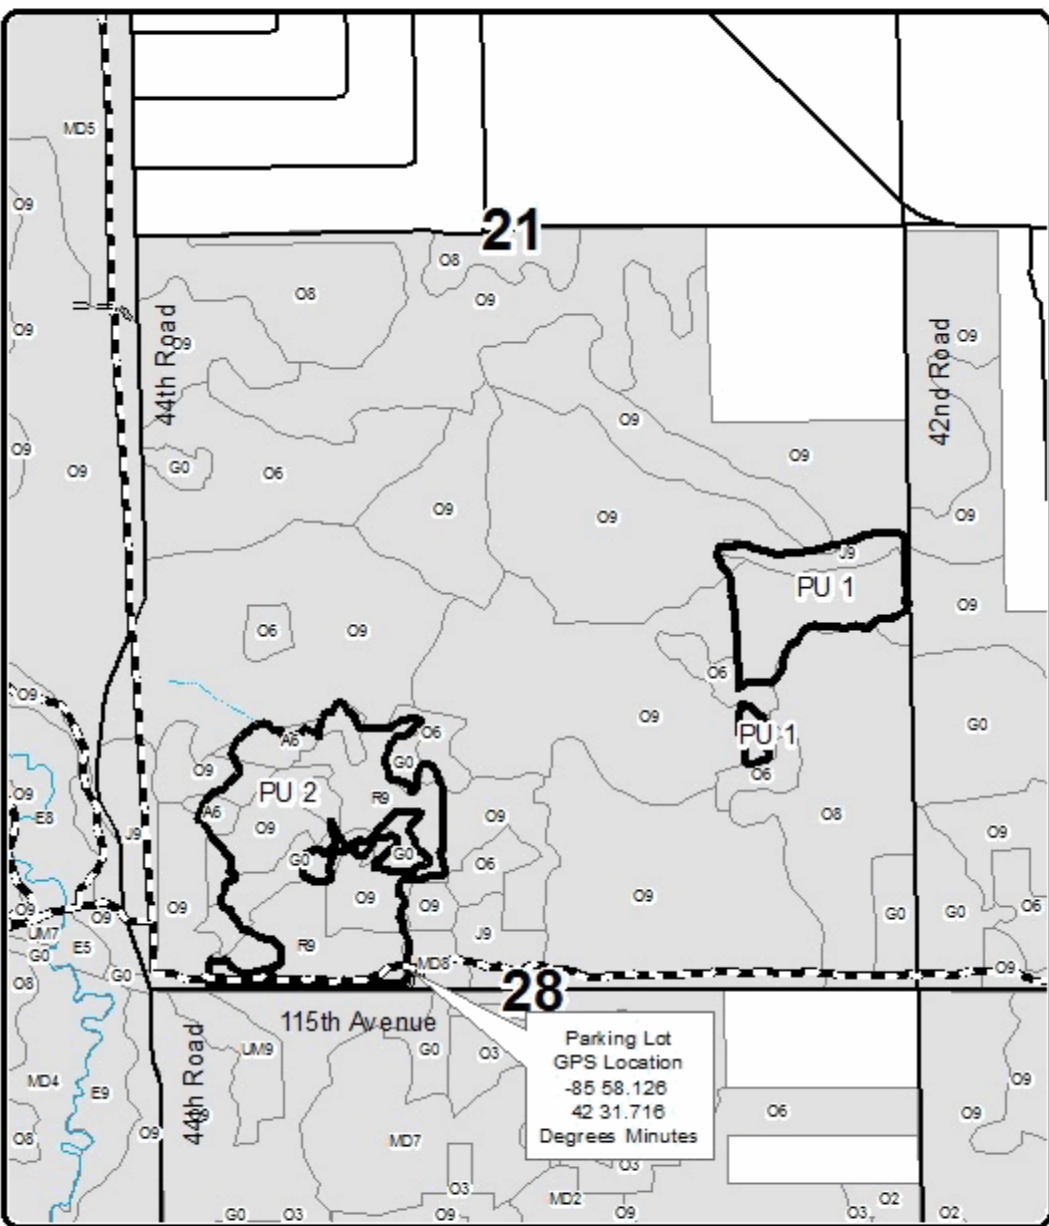 MD5
O9
21
O8
O8
O9
O9
44th Road
O9
O9
42nd Road
O9
O9
O9
O9
G0
O6
O9
O9
O9
J9
PU 1
O9
O6
O9
O6
O9
O9
G0
O6
A6
PU 1
O9
G0
O6
O9
PU 2
R9
E8
A6
O9
O9
O8
J9
O9
G0
G0
O6
O9
O9
O9
O9
O9
O9
G0
G0
O6
UM7
E5
R9
J9
G0
G0
MD8
O9
O8
28
115th Avenue
Parking Lot
GPS Location
-85 58.126
42 31.716
Degrees Minutes
UM9
G0
O3
44th Road
MD4
E9
O9
O9
O6
O9
O8
O9
MD7
O3
O3
MD2
O2
G0
O3
O9
O9
O3
O2